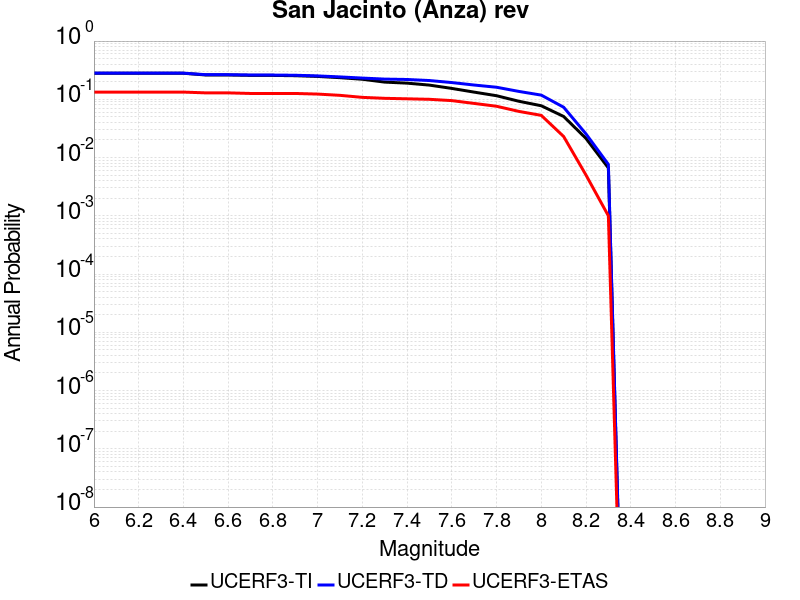 San Jacinto (Anza) rev
10^0
10^-1
10^-2
10^-3
10^-4
10^-5
10^-6
10^-7
10^-8
Annual Probability
6 6.2 6.4 6.6 6.8 7 7.2 7.4 7.6 7.8 8 8.2 8.4 8.6 8.8 9
Magnitude
UCERF3-TI UCERF3-TD UCERF3-ETAS